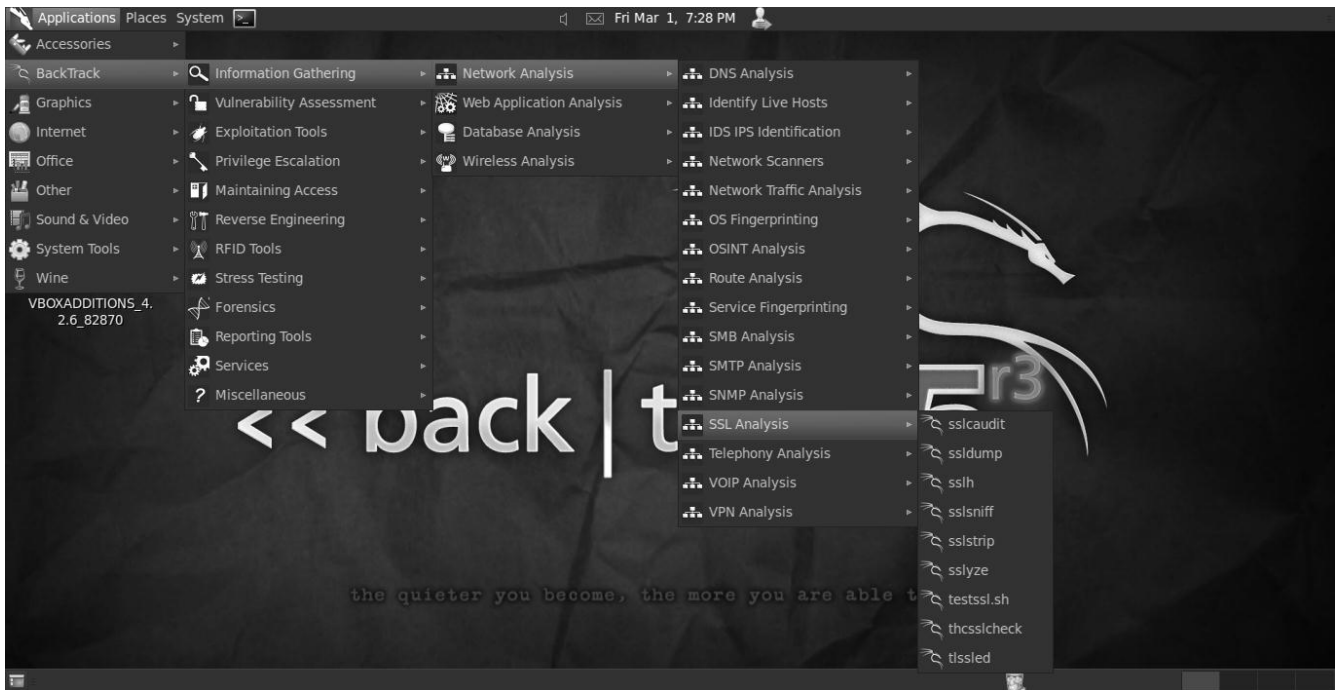 Applications Places System
Fri Mar 1, 7:28 PM
Accessories
BackTrack
Graphics
Internet
Office
Other
Sound & Video
System Tools
Wine
VBOXADDITIONS_4.
2.6_82870
Information Gathering
Vulnerability Assessment
Exploitation Tools
Privilege Escalation
Maintaining Access
Reverse Engineering
RFID Tools
Stress Testing
Forensics
Reporting Tools
Services
Miscellaneous
Network Analysis
Web Application Analysis
Database Analysis
Wireless Analysis
DNS Analysis
Identify Live Hosts
IDS IPS Identification
Network Scanners
Network Traffic Analysis
OS Fingerprinting
OSINT Analysis
Route Analysis
Service Fingerprinting
SMB Analysis
SMTP Analysis
SNMP Analysis
SSL Analysis
Telephony Analysis
VOIP Analysis
VPN Analysis
sslcaudit
ssldump
sslh
sslsniff
sslstrip
sslyze
testssl.sh
thcsslcheck
tlssled
<< back | t 5 r3
the quieter you become, the more you are able t